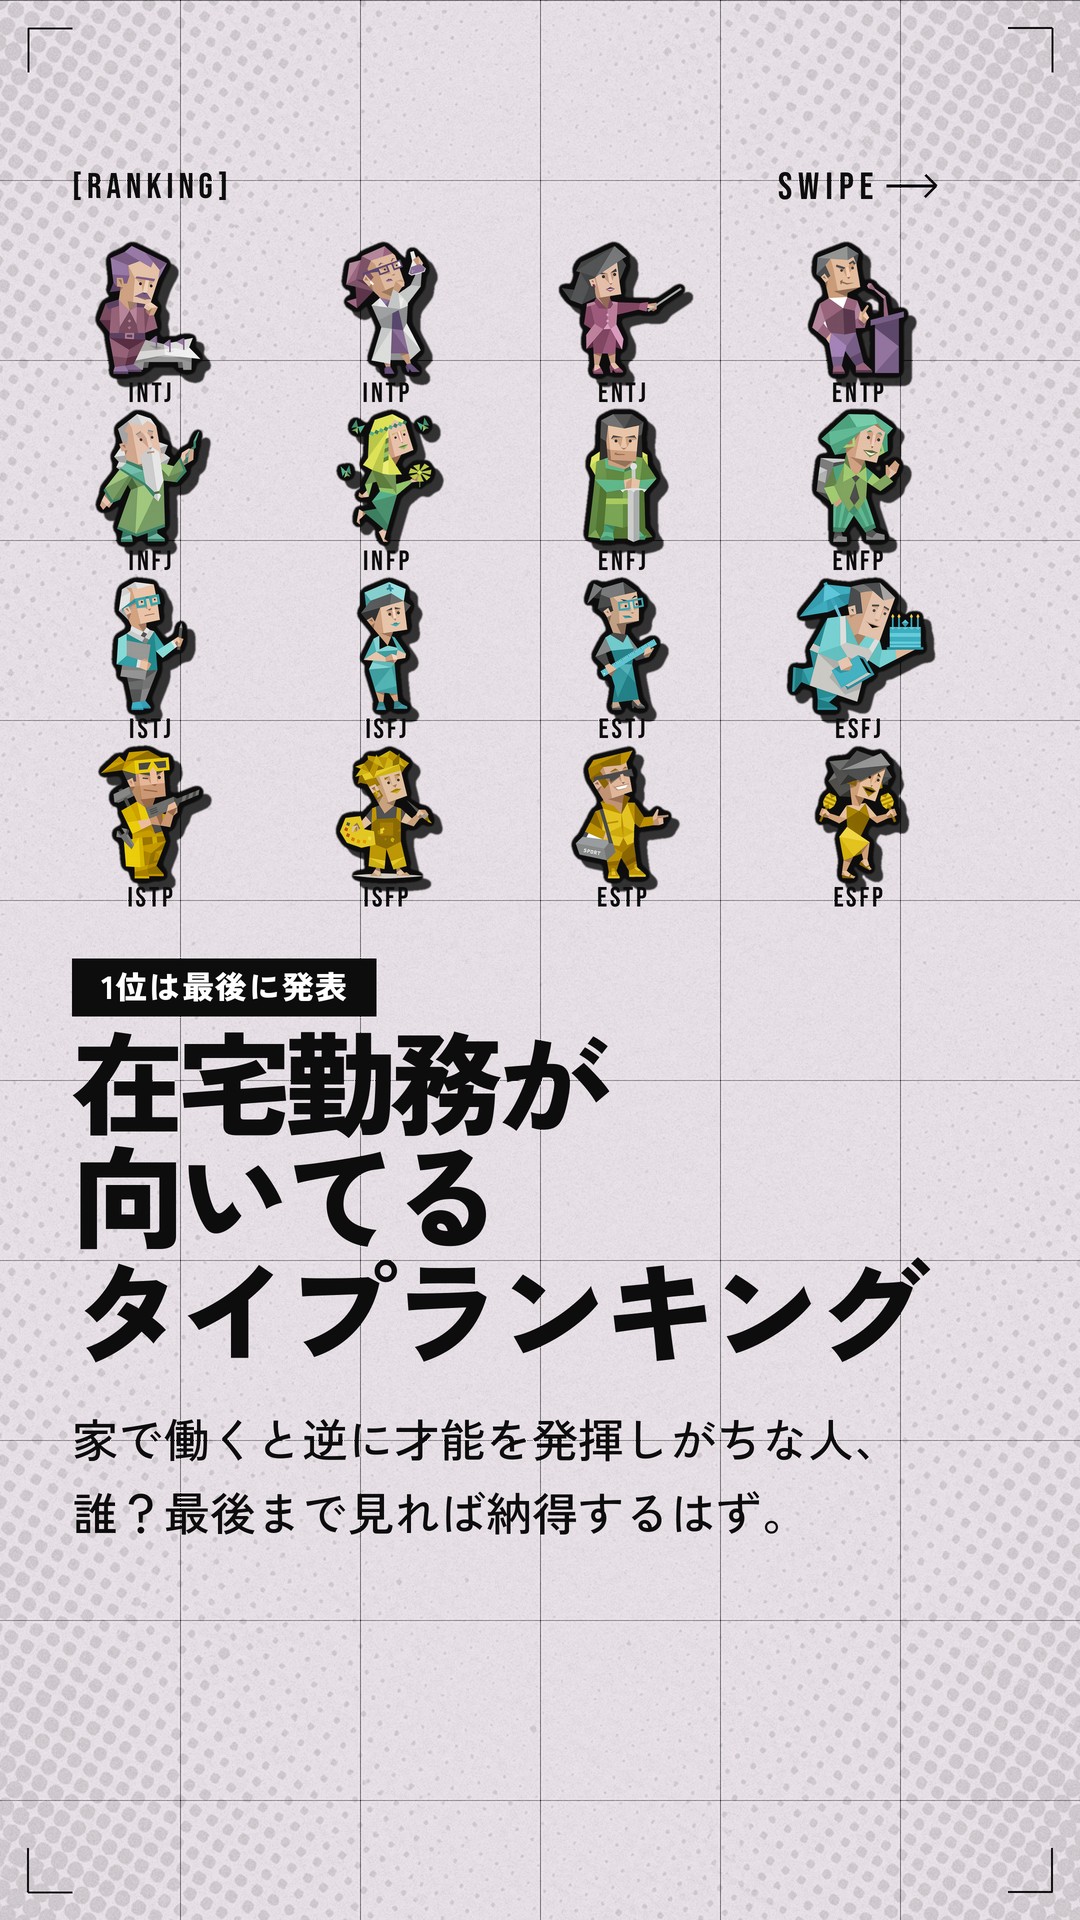 [RANKING]
SWIPE →
INTJ
INTP
ENTJ
ENTP
INFJ
INFP
ENFJ
ENFP
ISTJ
ISFJ
ESTJ
ESFJ
SPORT
ISTP
ISFP
ESTP
ESFP
1位は最後に発表
在宅勤務が
向いてる
タイプランキング
家で働くと逆に才能を発揮しがちな人、
誰？最後まで見れば納得するはず。